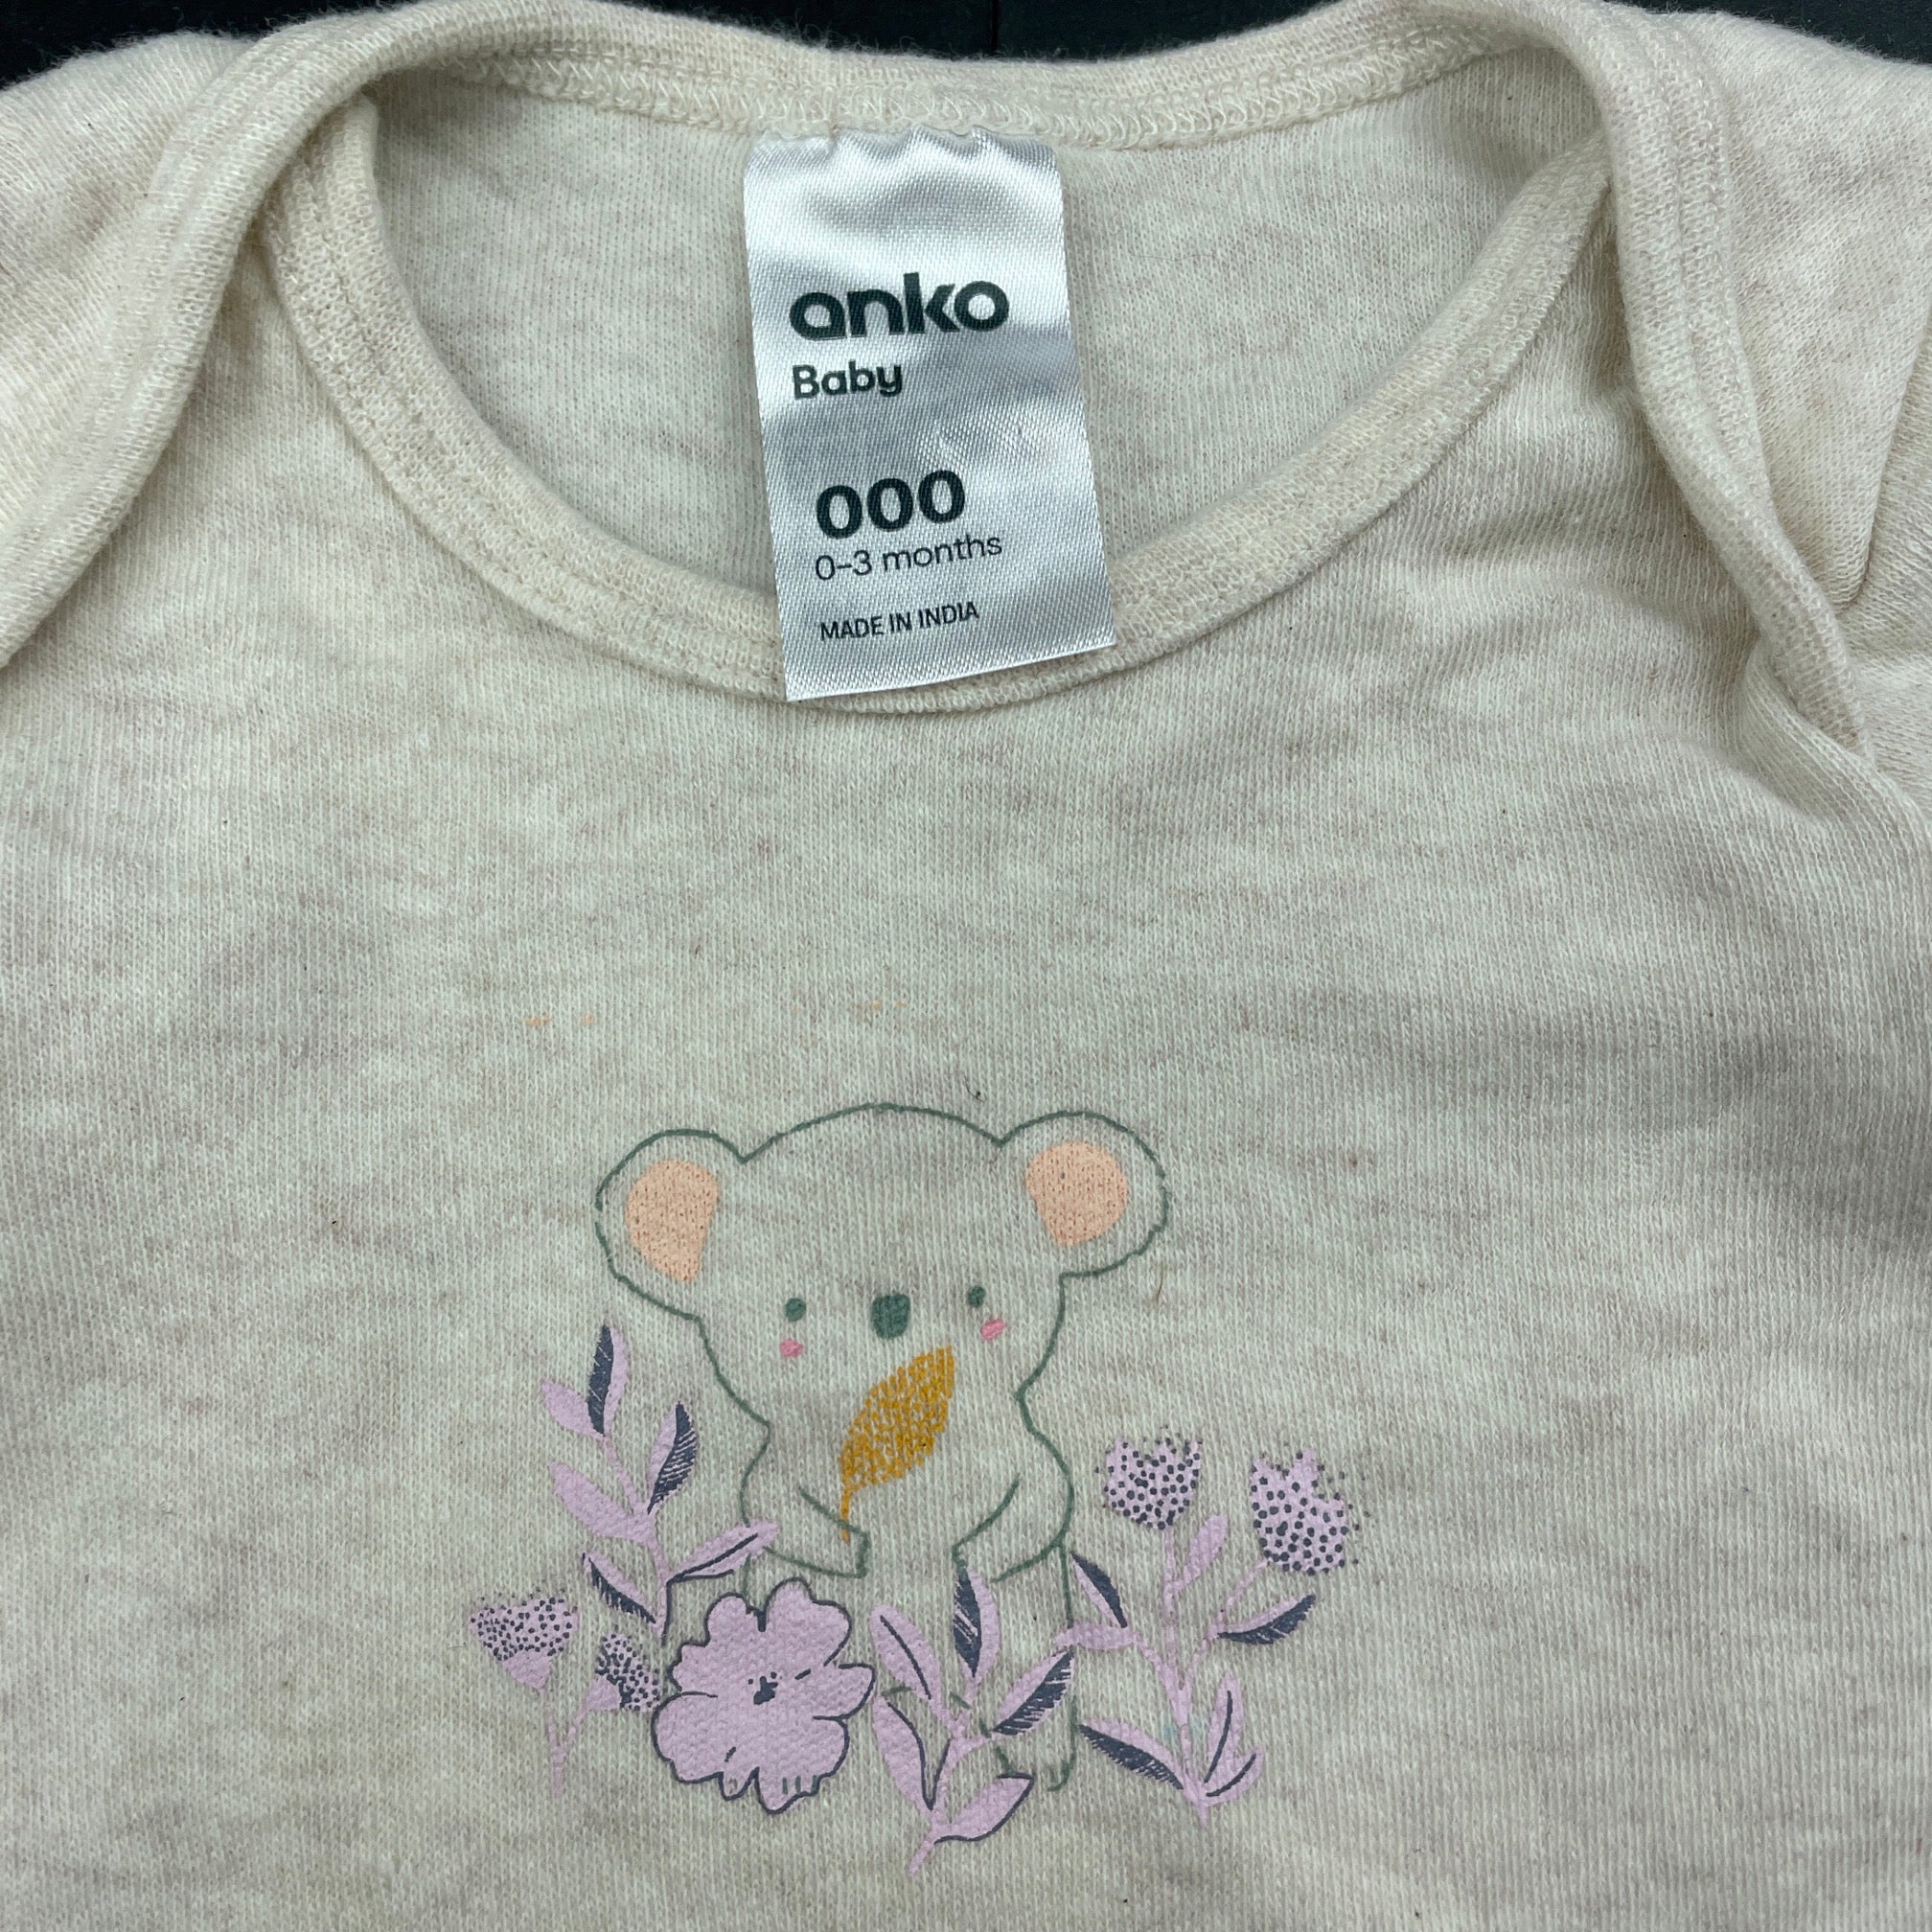 anko
Baby
000
0-3 months
MADE IN INDIA